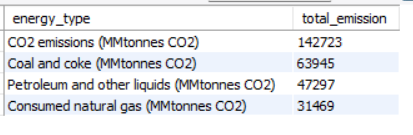 energy_type total_emission
CO2 emissions (MMtonnes CO2) 142723
Coal and coke (MMtonnes CO2) 63945
Petroleum and other liquids (MMtonnes CO2) 47297
Consumed natural gas (MMtonnes CO2) 31469